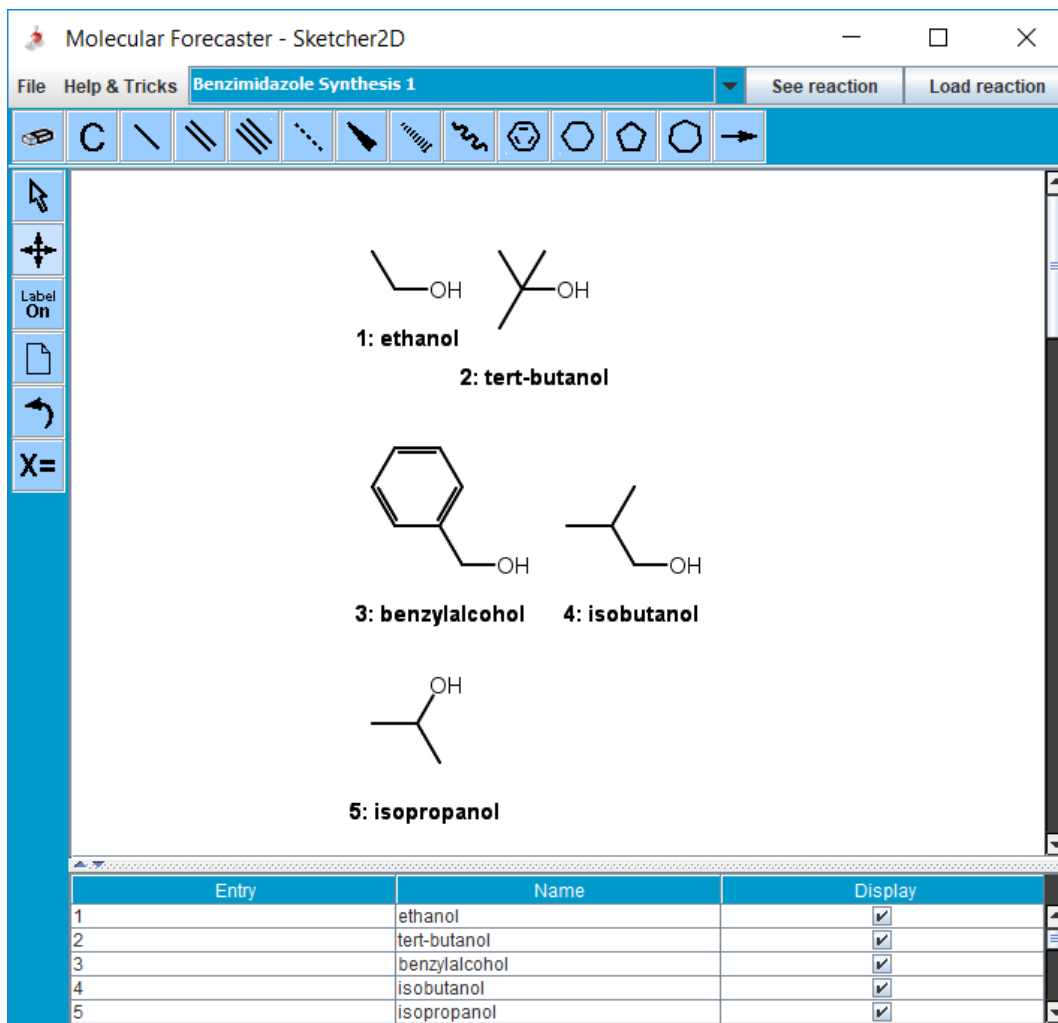 Molecular Forecaster - Sketcher2D
File Help & Tricks Benzimidazole Synthesis 1 See reaction Load reaction
C
Label
On
X=
OH OH
1: ethanol
2: tert-butanol
OH OH
3: benzylalcohol 4: isobutanol
OH
5: isopropanol
Entry Name Display
1 ethanol
2 tert-butanol
3 benzylalcohol
4 isobutanol
5 isopropanol